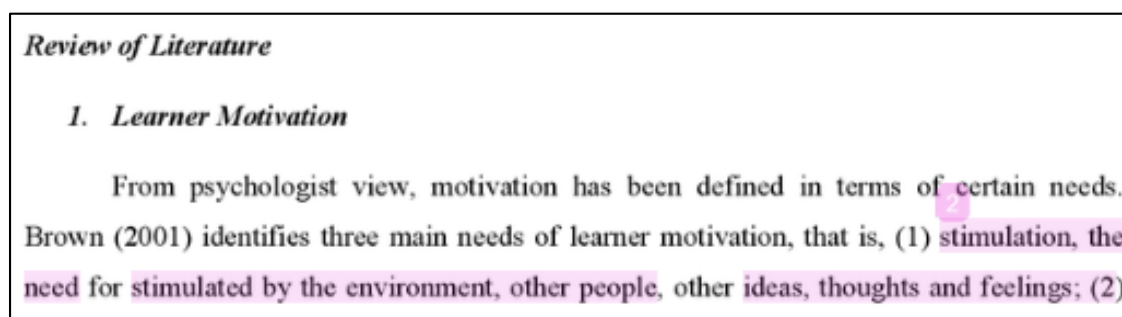 Review of Literature
1. Learner Motivation
From psychologist view, motivation has been defined in terms of certain needs.
2
Brown (2001) identifies three main needs of learner motivation, that is, (1) stimulation, the
need for stimulated by the environment, other people, other ideas, thoughts and feelings; (2)